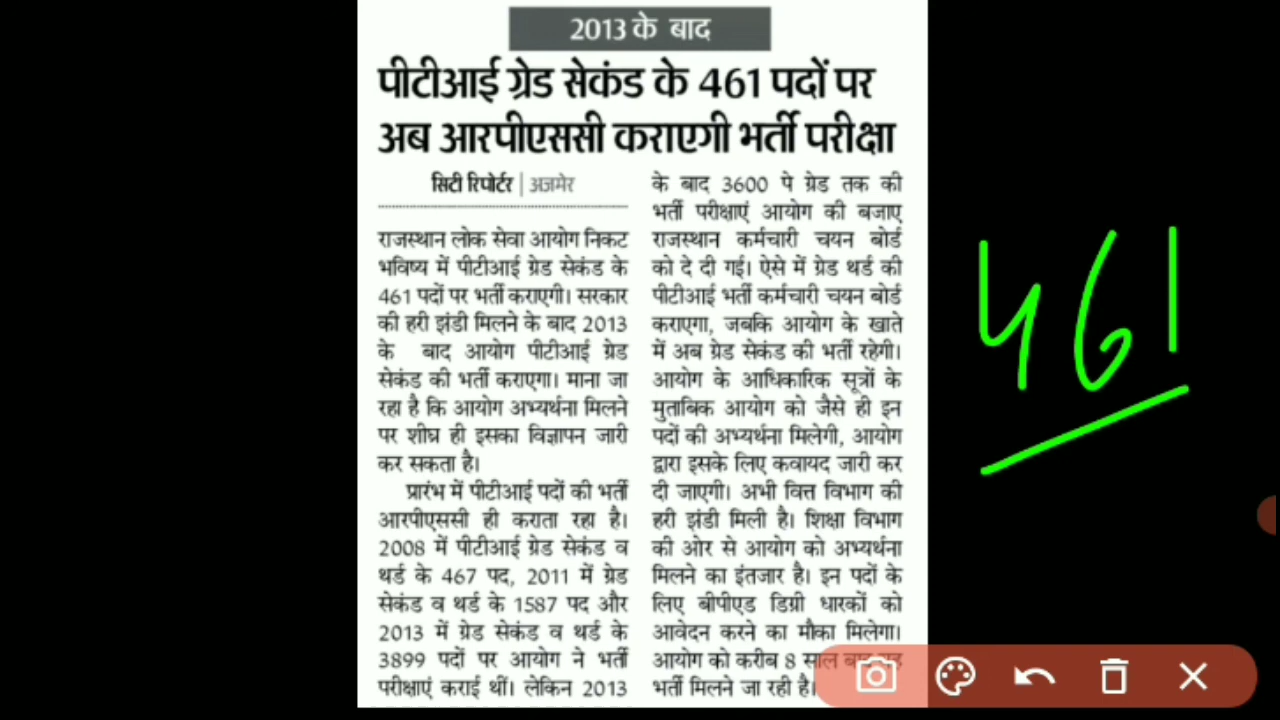 2013 के बाद
पीटीआई ग्रेड सेकंड के 461 पदों पर
अब आरपीएससी कराएगी भर्ती परीक्षा
सिटी रिपोर्टर | अजमेर
राजस्थान लोक सेवा आयोग निकट
भविष्य में पीटीआई ग्रेड सेकंड के
461 पदों पर भर्ती कराएगी। सरकार
की हरी झंडी मिलने के बाद 2013
के बाद आयोग पीटीआई ग्रेड
सेकंड की भर्ती कराएगा। माना जा
रहा है कि आयोग अभ्यर्थना मिलने
पर शीघ्र ही इसका विज्ञापन जारी
कर सकता है।
प्रारंभ में पीटीआई पदों की भर्ती
आरपीएससी ही कराता रहा है।
2008 में पीटीआई ग्रेड सेकंड व
थर्ड के 467 पद, 2011 में ग्रेड
सेकंड व थर्ड के 1587 पद और
2013 में ग्रेड सेकंड व थर्ड के
3899 पदों पर आयोग ने भर्ती
परीक्षाएं कराई थीं। लेकिन 2013
के बाद 3600 पे ग्रेड तक की
भर्ती परीक्षाएं आयोग की बजाए
राजस्थान कर्मचारी चयन बोर्ड
को दे दी गई। ऐसे में ग्रेड थर्ड की
पीटीआई भर्ती कर्मचारी चयन बोर्ड
कराएगा, जबकि आयोग के खाते
में अब ग्रेड सेकंड की भर्ती रहेगी।
आयोग के आधिकारिक सूत्रों के
मुताबिक आयोग को जैसे ही इन
पदों की अभ्यर्थना मिलेगी, आयोग
द्वारा इसके लिए कवायद जारी कर
दी जाएगी। अभी वित्त विभाग की
हरी झंडी मिली है। शिक्षा विभाग
की ओर से आयोग को अभ्यर्थना
मिलने का इंतजार है। इन पदों के
लिए बीपीएड डिग्री धारकों को
आवेदन करने का मौका मिलेगा।
आयोग को करीब 8 साल बाद यह
भर्ती मिलने जा रही है।
461